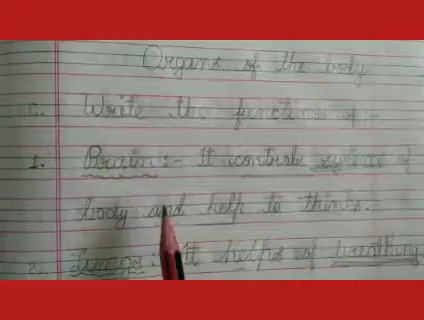 Organs of the body
c. Write the functions of :-
1. Brain :- It controls system of
body and help to thinks.
2. Lungs : It helps of breathing